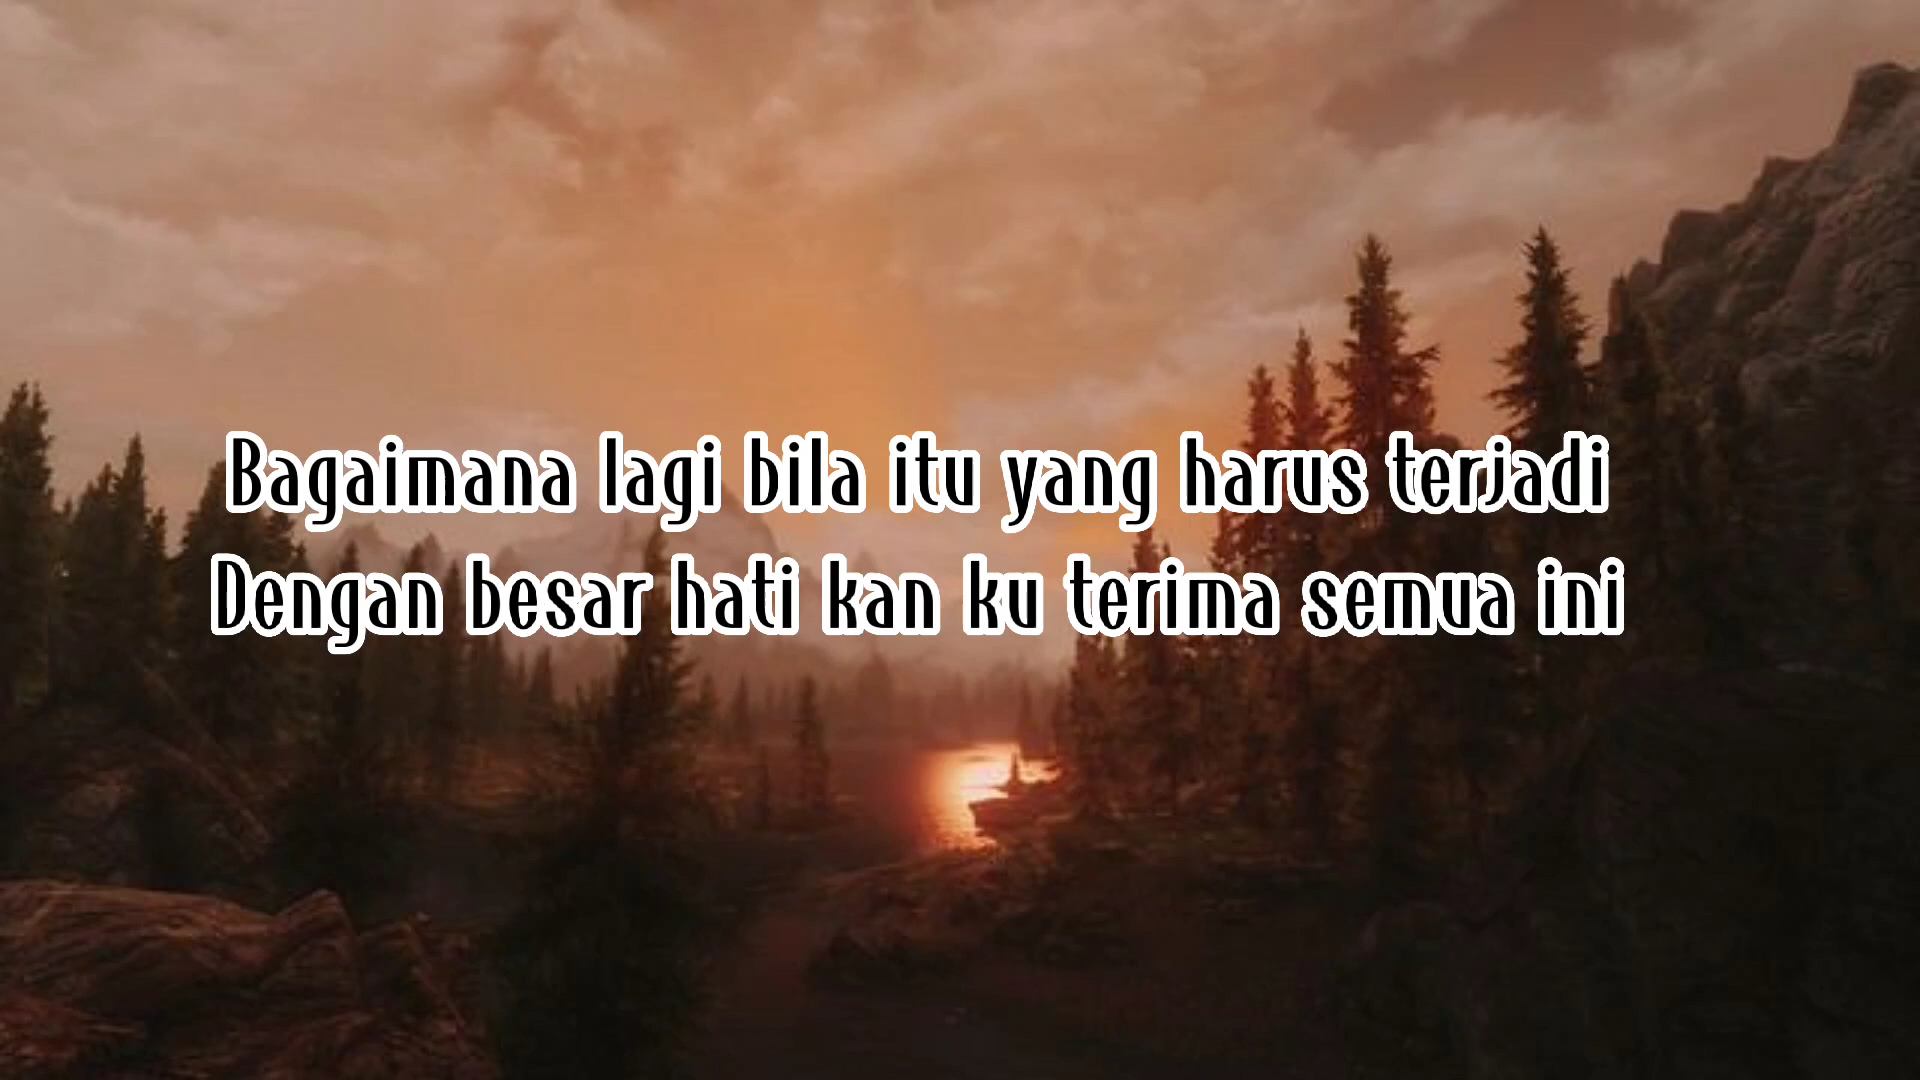 Bagaimana lagi bila itu yang harus terjadi
Dengan besar hati kan ku terima semua ini